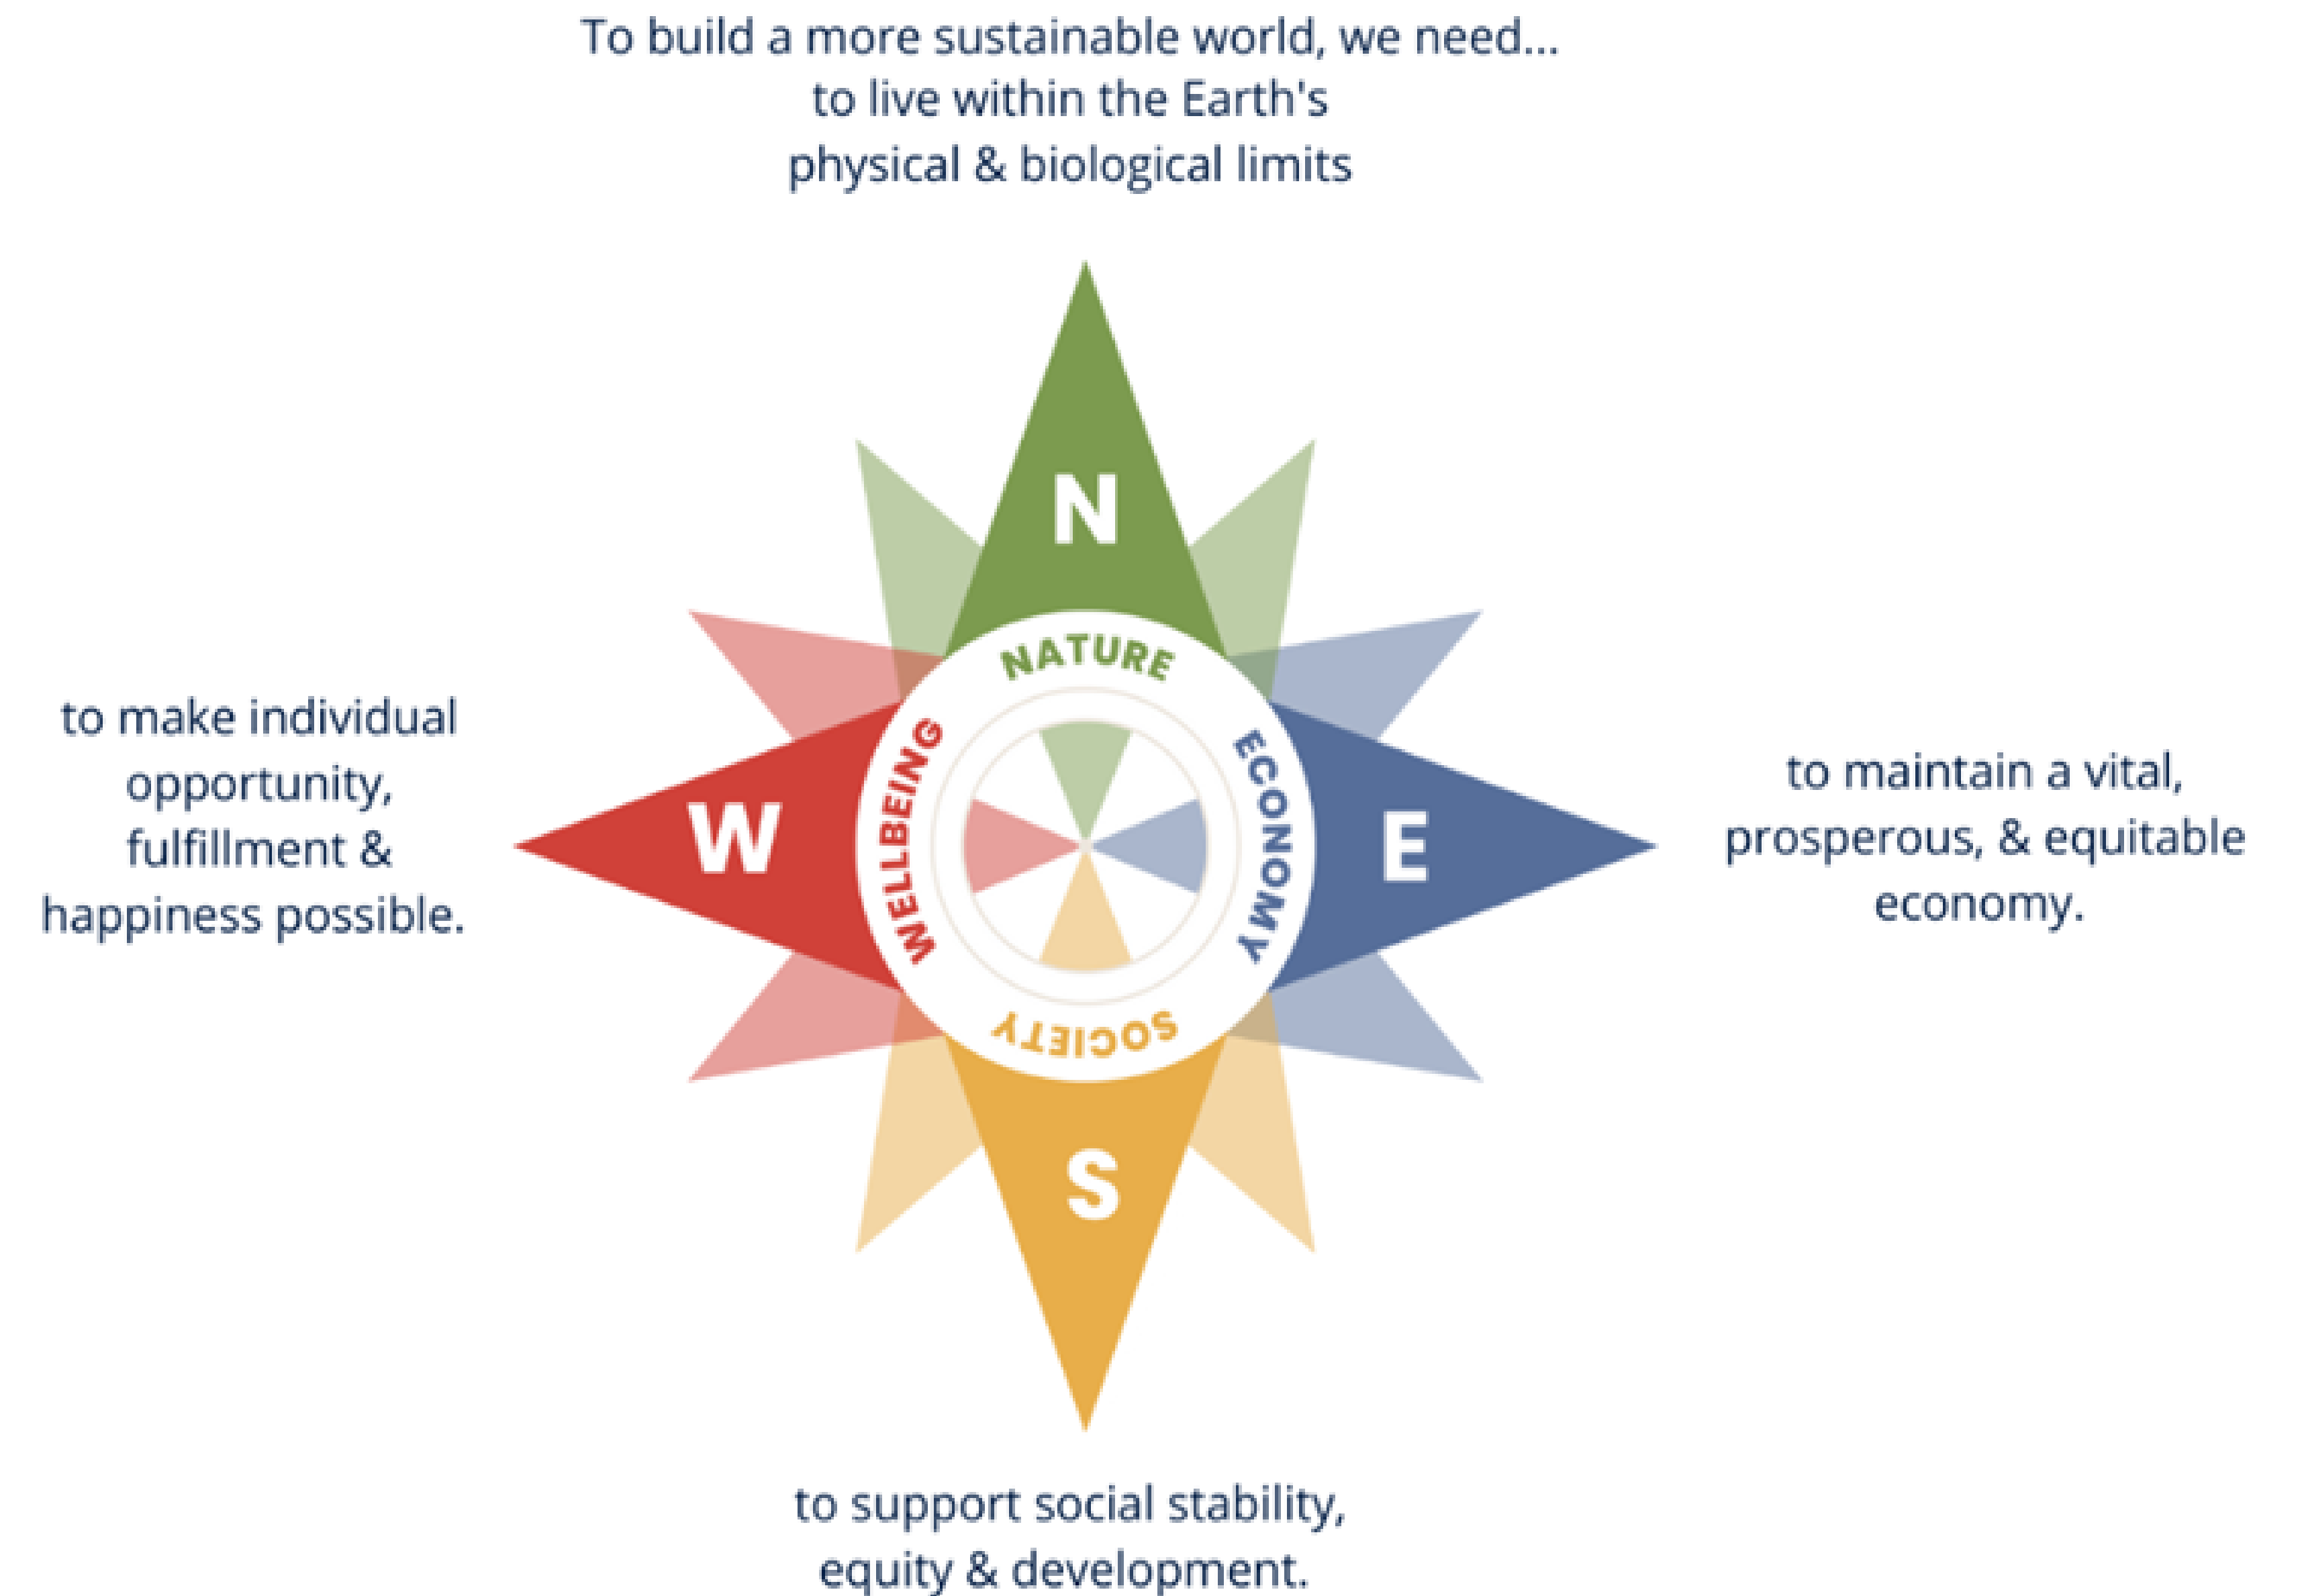 To build a more sustainable world, we need...
to live within the Earth's
physical & biological limits
N
NATURE
to make individual
opportunity,
fulfillment &
happiness possible.
W
WELLBEING
ECONOMY
E
to maintain a vital,
prosperous, & equitable
economy.
SOCIETY
S
to support social stability,
equity & development.